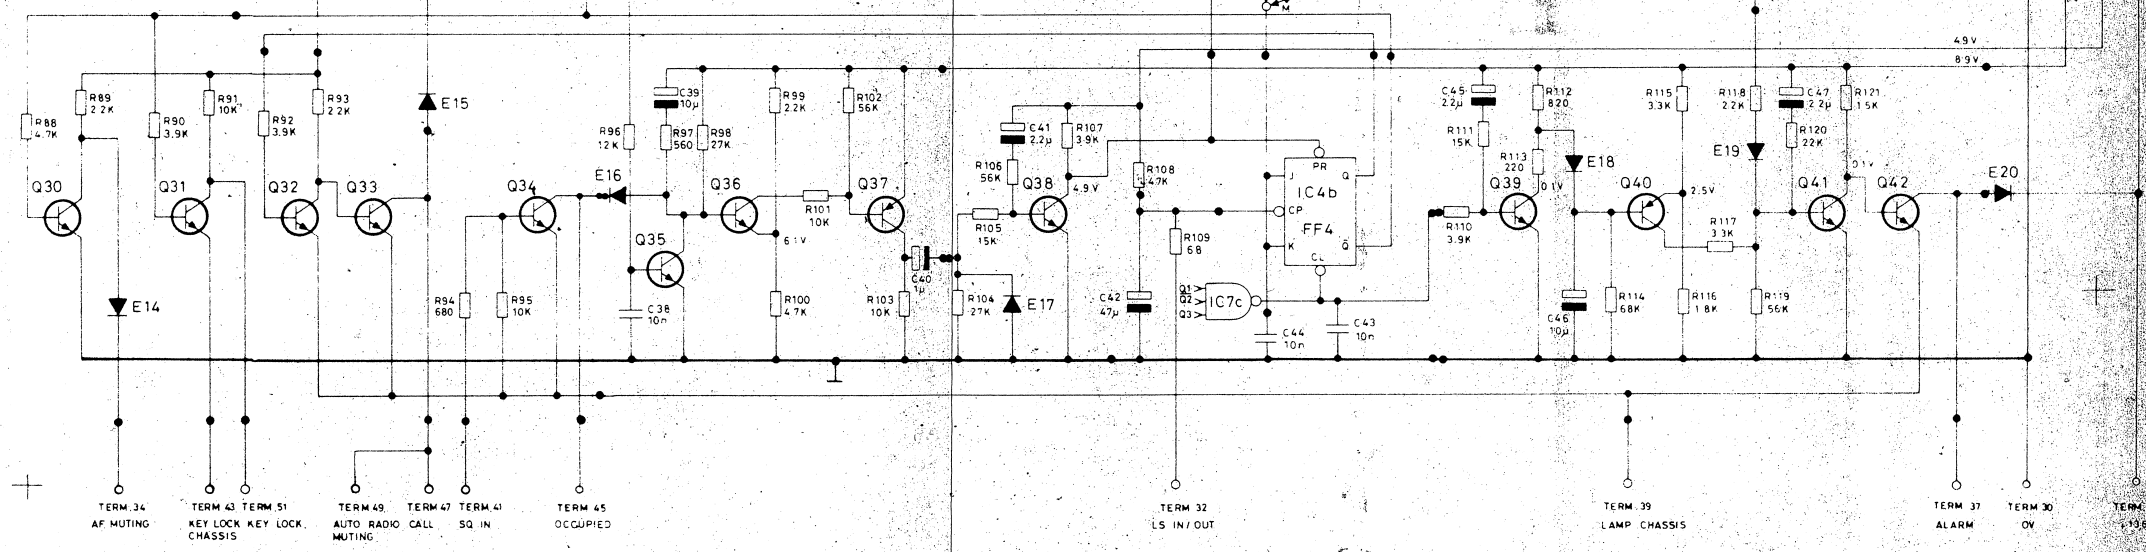 M
4.9V
8.9V
R88
4.7K
R89
2.2K
R90
3.9K
R91
10K
R92
3.9K
R93
2.2K
E15
R96
12K
C39
10µ
R97
560
R98
27K
R99
2.2K
R102
56K
C41
2.2µ
R107
3.9K
R106
56K
R108
4.7K
C45
2.2µ
R111
15K
R112
820
R113
220
R115
3.3K
R118
2.2K
C47
2.2µ
R121
1.5K
R120
22K
Q30
Q31
Q32
Q33
Q34
E16
Q35
Q36
6.1V
R101
10K
Q37
Q38
4.9V
R105
15K
R109
68
PR
J
Q
IC4b
CP
FF4
K
Q̅
CL
R110
3.9K
Q39
0.1V
E18
Q40
2.5V
R117
3.3K
E19
Q41
0.1V
Q42
E20
E14
R94
680
R95
10K
C38
10n
R100
4.7K
R103
10K
C40
1µ
R104
27K
E17
C42
47µ
Q1
Q2
Q3
IC7c
C44
10n
C43
10n
C46
10µ
R114
68K
R116
1.8K
R119
56K
TERM.34
AF MUTING
TERM 43
KEY LOCK
CHASSIS
TERM.51
KEY LOCK
TERM 49
AUTO RADIO
MUTING
TERM 47
CALL
TERM.41
SQ IN
TERM 45
OCCUPIED
TERM 32
LS IN/OUT
TERM.39
LAMP CHASSIS
TERM 37
ALARM
TERM 30
0V
TERM